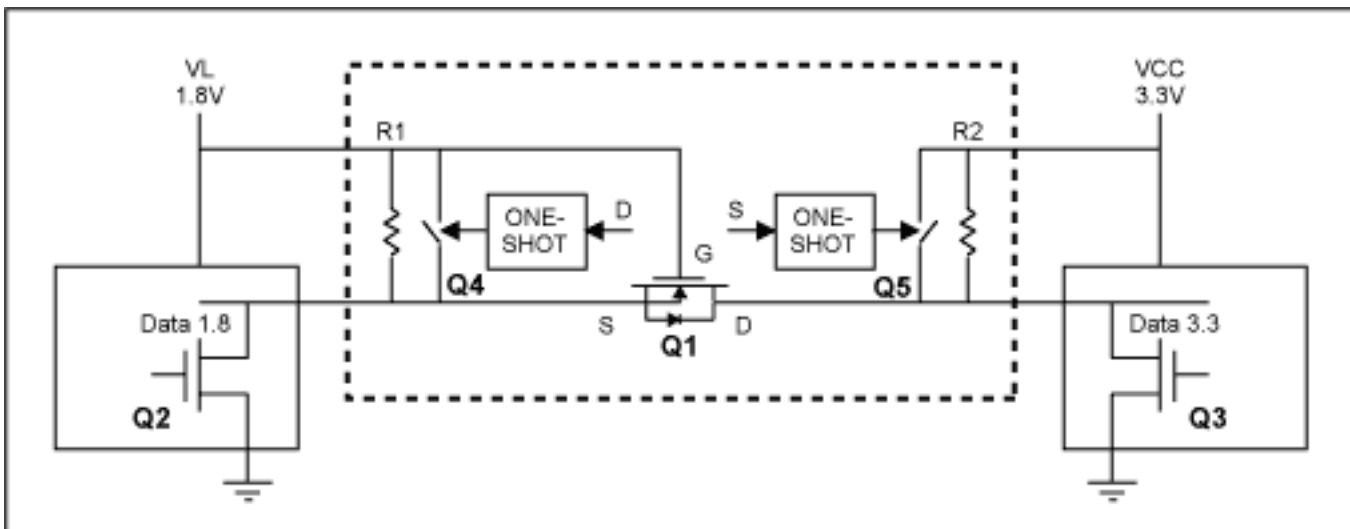 VL
1.8V
VCC
3.3V
R1
R2
ONE-
SHOT
D
S
ONE-
SHOT
G
Q4
Q5
Data 1.8
S
D
Data 3.3
Q1
Q2
Q3